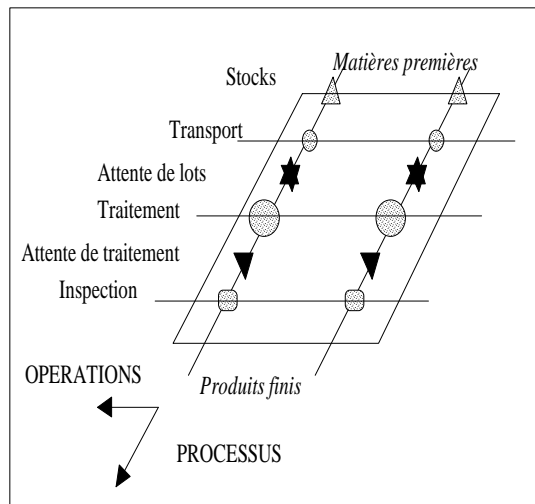 Matières premières
Stocks
Transport
Attente de lots
Traitement
Attente de traitement
Inspection
OPERATIONS
Produits finis
PROCESSUS